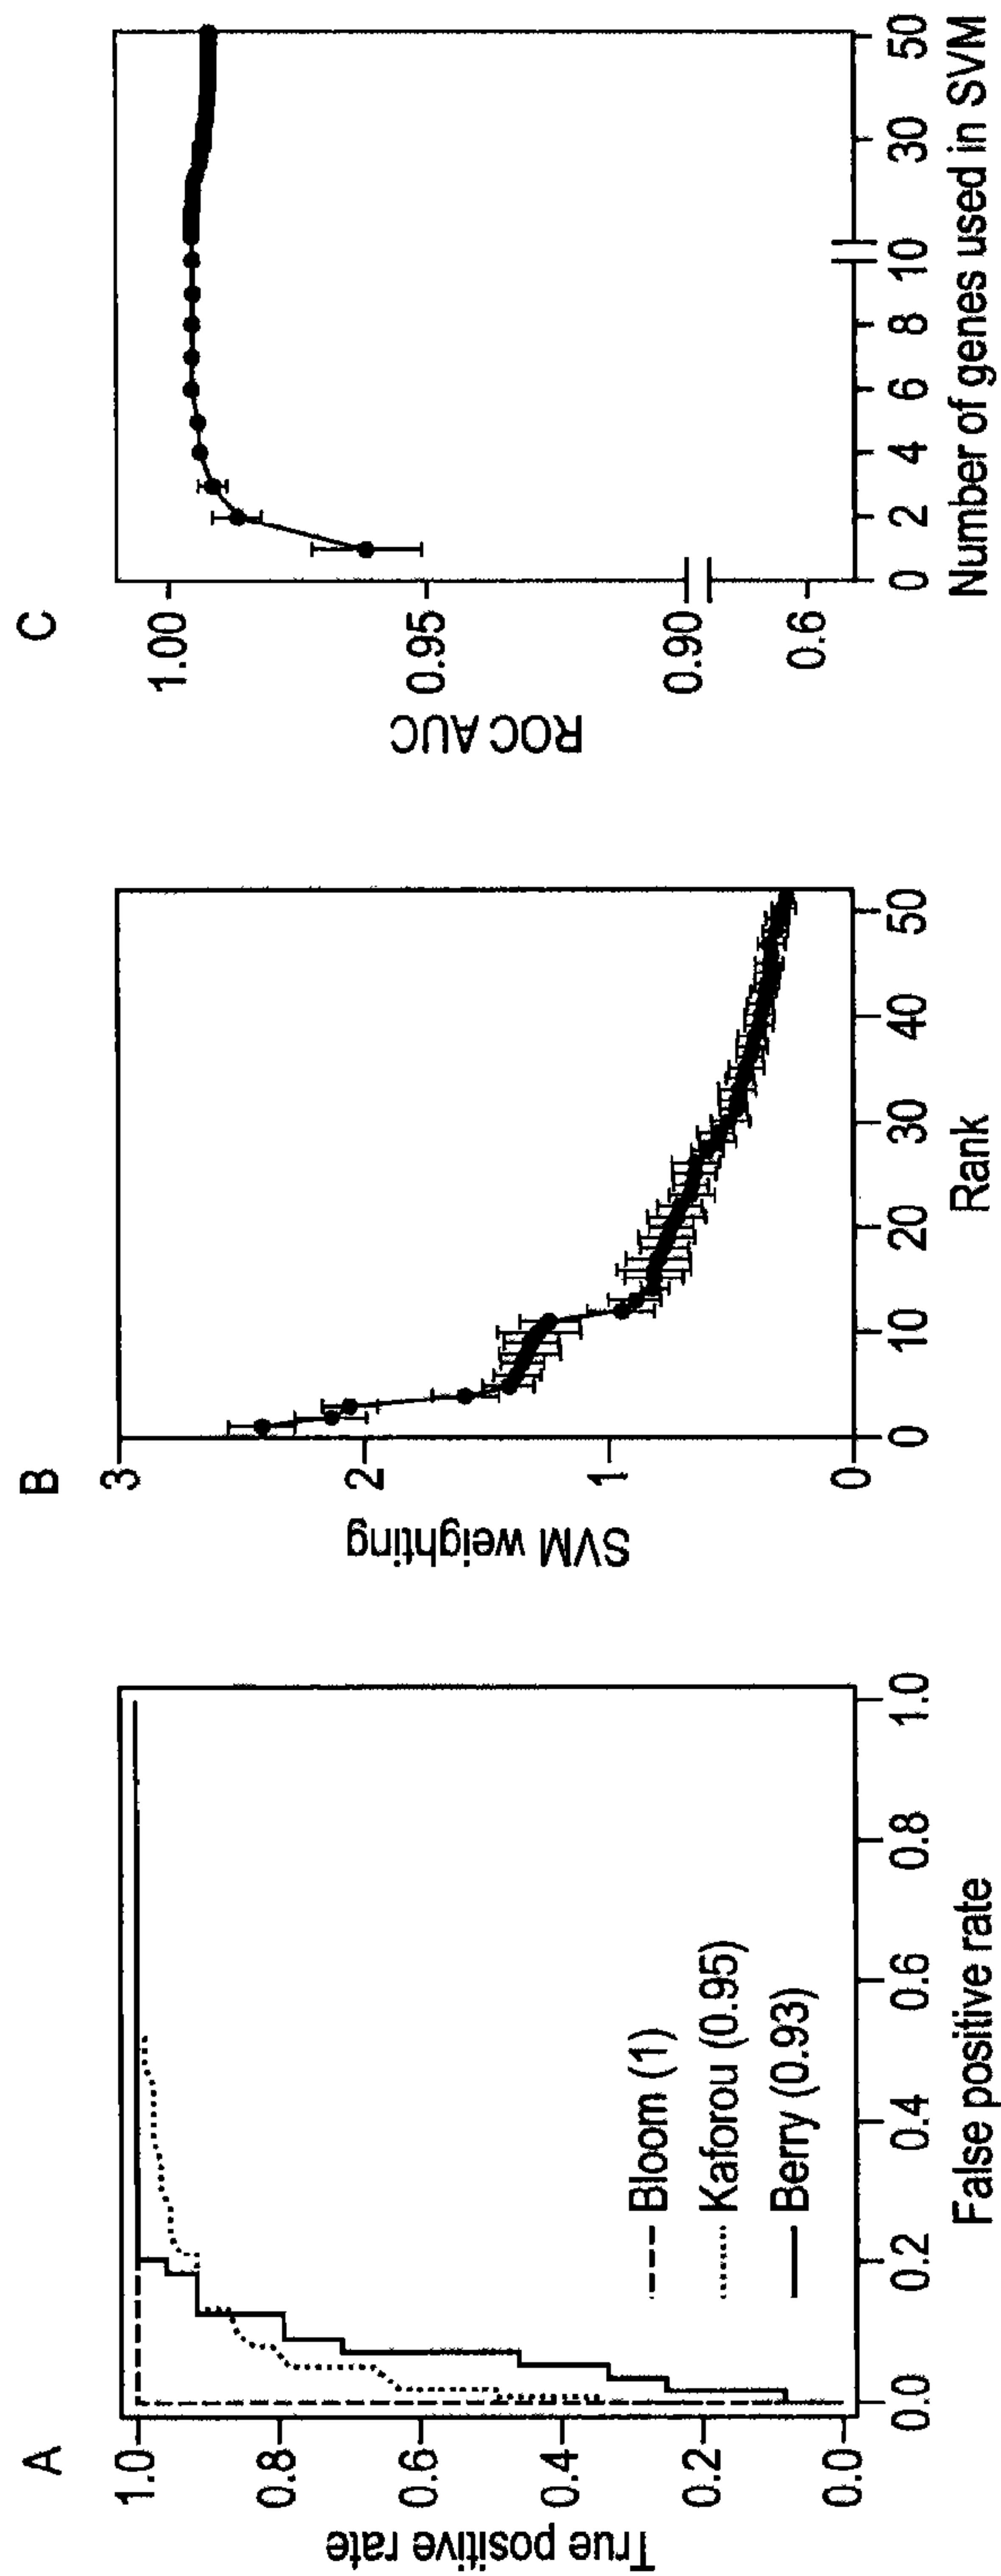 A
True positive rate
1.0
0.8
0.6
0.4
0.2
0.0
0.0 0.2 0.4 0.6 0.8 1.0
False positive rate
Bloom (1)
Kaforou (0.95)
Berry (0.93)
B
SVM weighting
3
2
1
0
0 10 20 30 40 50
Rank
C
ROC AUC
1.00
0.95
0.90
0.6
0 2 4 6 8 10 30 50
Number of genes used in SVM